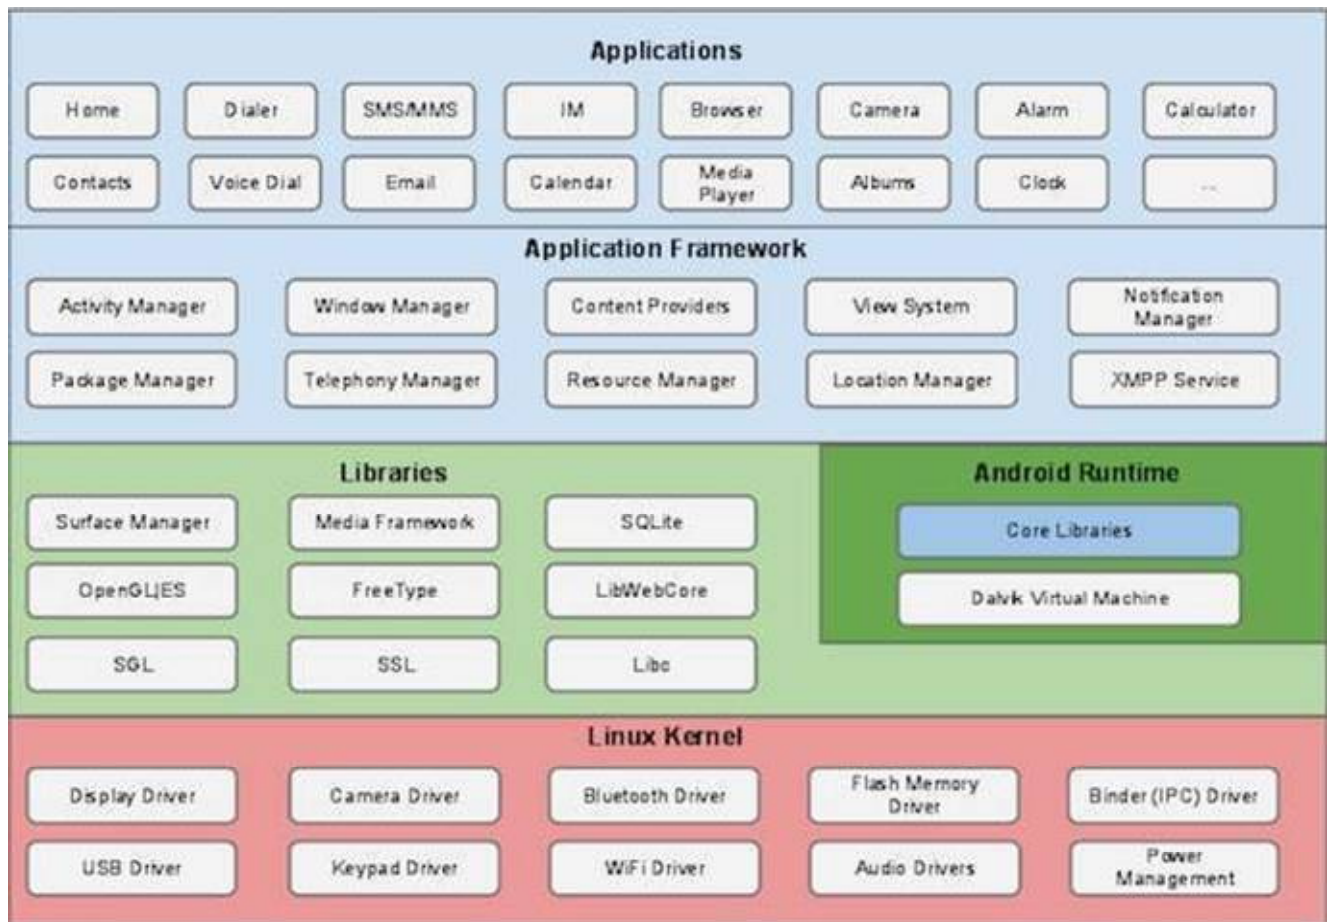 Applications
Home Dialer SMS/MMS IM Browser Camera Alarm Calculator
Contacts Voice Dial Email Calendar Media Player Albums Clock ...
Application Framework
Activity Manager Window Manager Content Providers View System Notification Manager
Package Manager Telephony Manager Resource Manager Location Manager XMPP Service
Libraries Android Runtime
Surface Manager Media Framework SQLite Core Libraries
OpenGL|ES FreeType LibWebCore Dalvik Virtual Machine
SGL SSL Libc
Linux Kernel
Display Driver Camera Driver Bluetooth Driver Flash Memory Driver Binder (IPC) Driver
USB Driver Keypad Driver WiFi Driver Audio Drivers Power Management